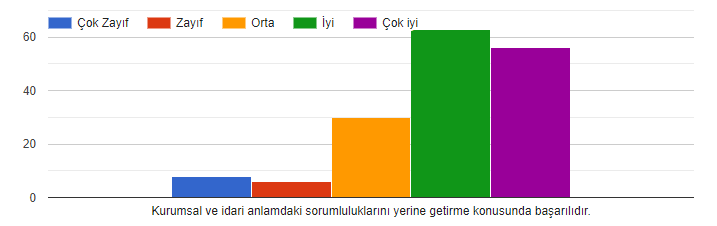 Çok Zayıf
Zayıf
Orta
İyi
Çok iyi
60
40
20
0
Kurumsal ve idari anlamdaki sorumluluklarını yerine getirme konusunda başarılıdır.